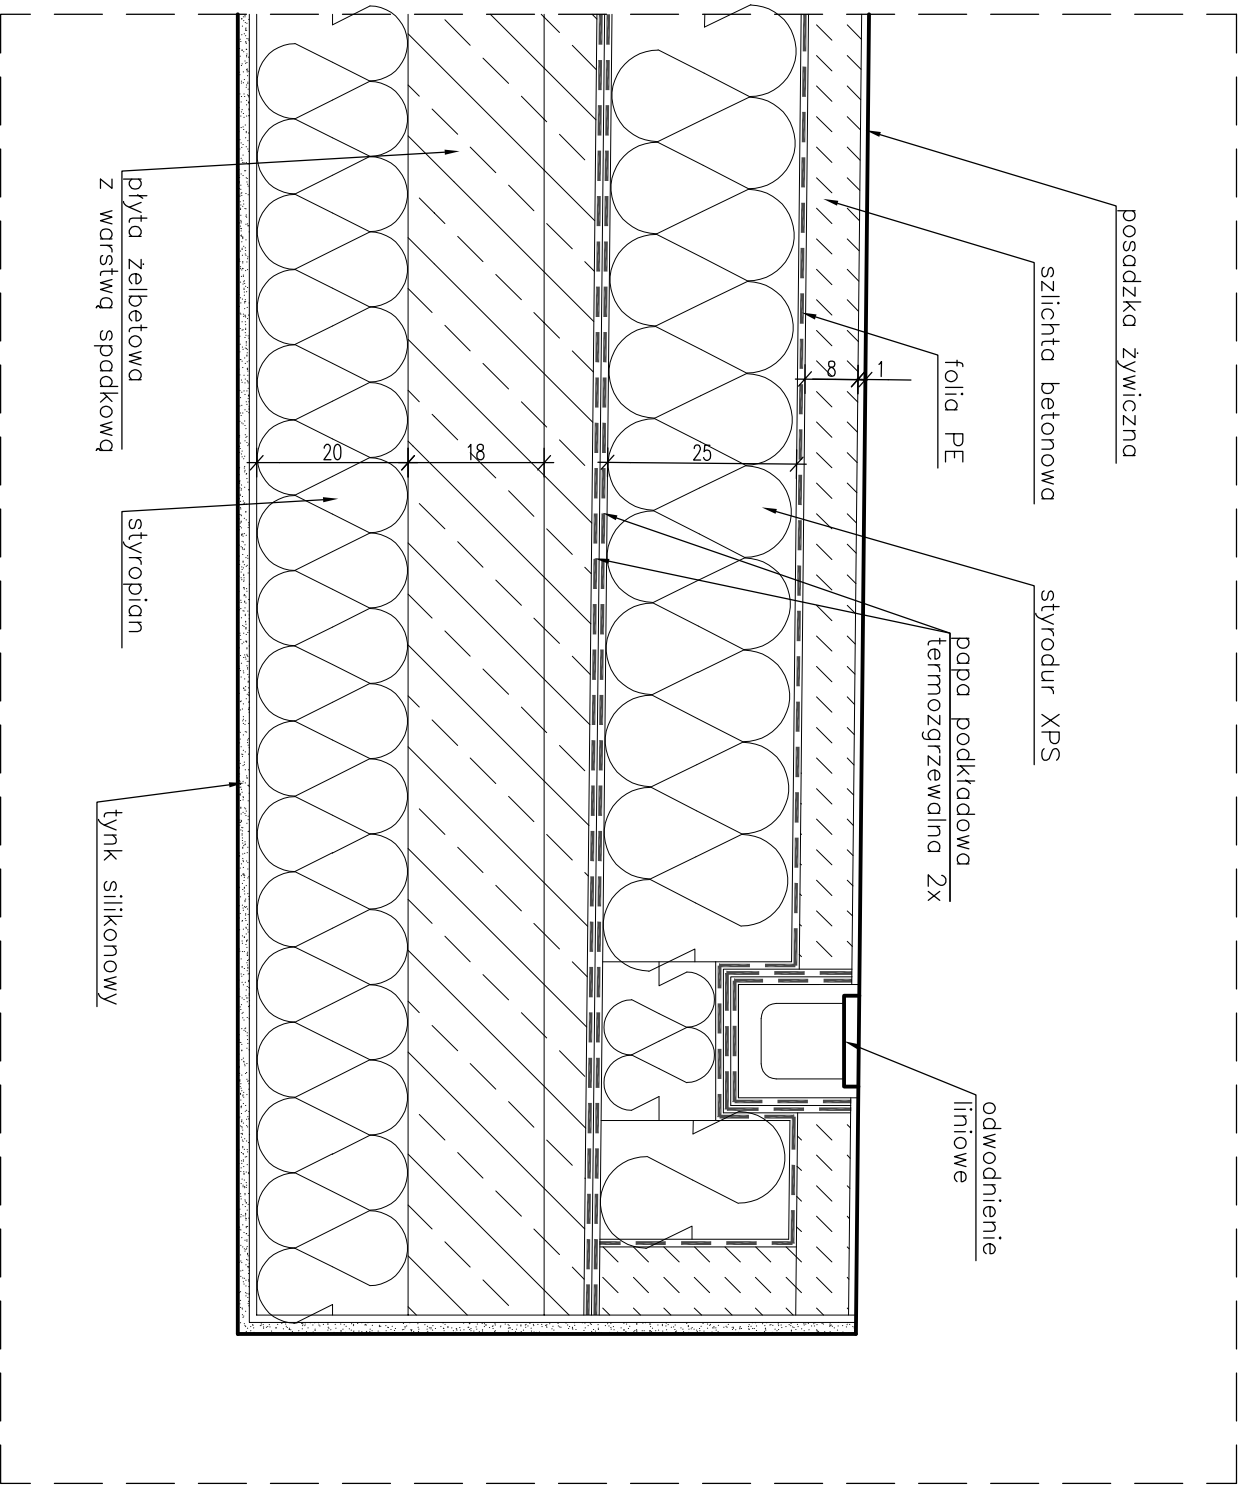 posadzka żywiczna
szlichta betonowa
folia PE
styrodur XPS
papa podkładowa
termozgrzewalna 2x
odwodnienie
liniowe
8
1
25
18
20
płyta żelbetowa
z warstwą spadkową
styropian
tynk silikonowy